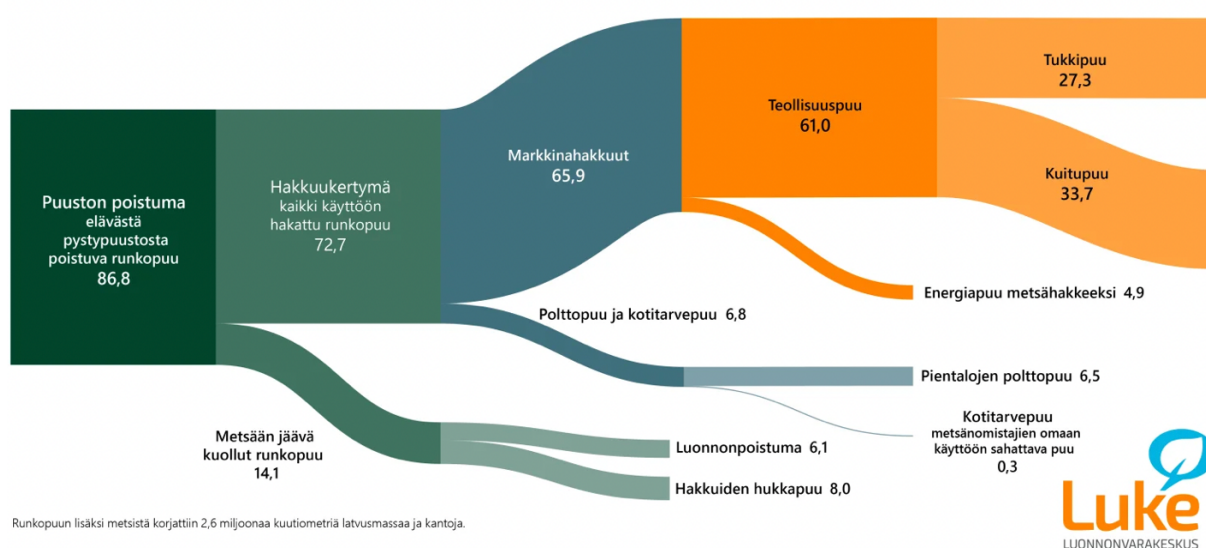 Puuston poistuma
elävästä
pystypuustosta
poistuva runkopuu
86,8
Hakkuukertymä
kaikki käyttöön
hakattu runkopuu
72,7
Markkinahakkuut
65,9
Teollisuuspuu
61,0
Tukkipuu
27,3
Kuitupuu
33,7
Energiapuu metsähakkeeksi 4,9
Polttopuu ja kotitarvepuu 6,8
Pientalojen polttopuu 6,5
Kotitarvepuu
metsänomistajien omaan
käyttöön sahattava puu
0,3
Metsään jäävä
kuollut runkopuu
14,1
Luonnonpoistuma 6,1
Hakkuiden hukkapuu 8,0
Runkopuun lisäksi metsistä korjattiin 2,6 miljoonaa kuutiometriä latvusmassaa ja kantoja.
Luke
LUONNONVARAKESKUS